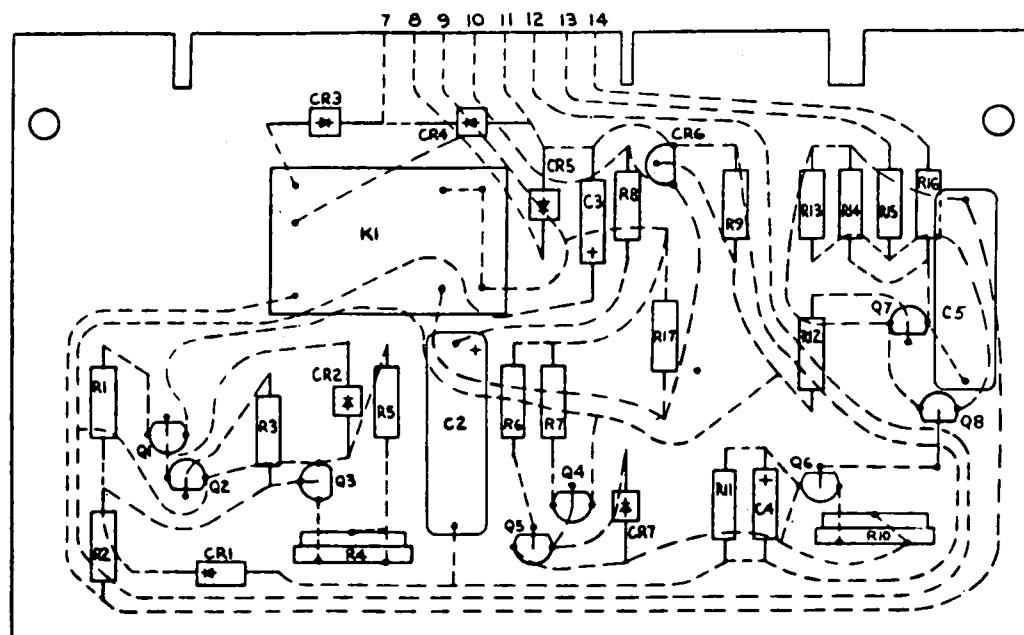 7 8 9 10 11 12 13 14
CR3
CR4
CR6
CR5
C3
R8
R9
R13
R14
R15
R16
K1
+
C5
Q7
R17
R12
+
R1
CR2
R5
C2
R6
R7
R3
Q8
Q1
Q2
Q3
Q4
R11
+
C4
Q6
R2
R4
Q5
CR7
R10
CR1